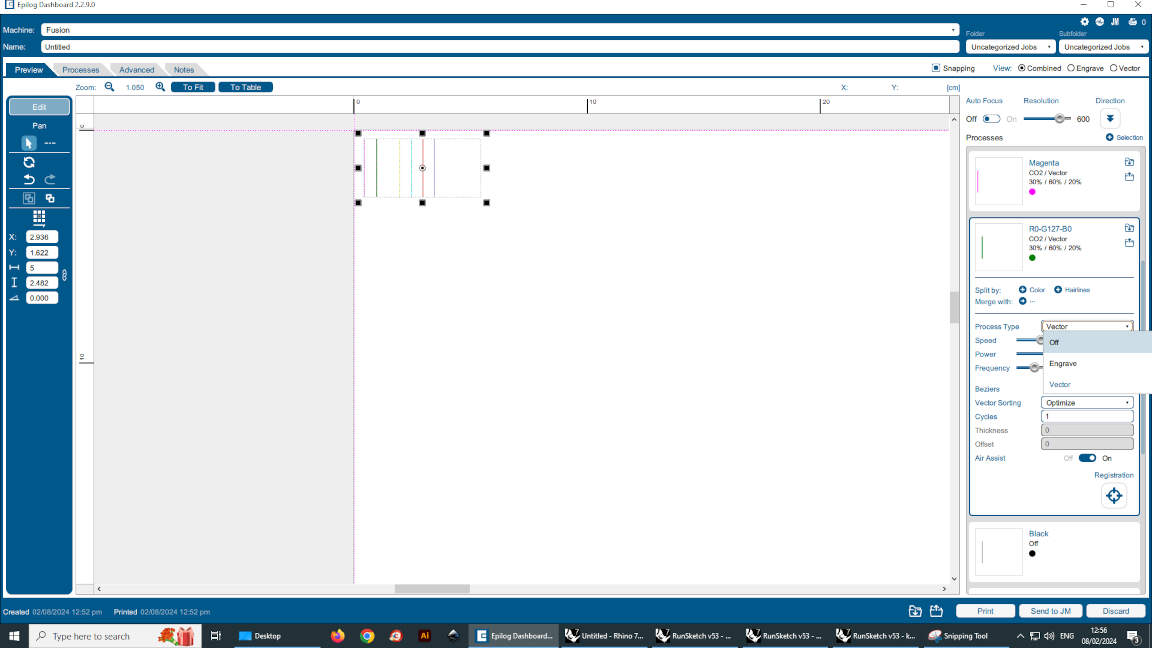 Epilog Dashboard 2.2.9.0
Machine: Fusion
Name: Untitled
Folder Subfolder
Uncategorized Jobs Uncategorized Jobs
Preview Processes Advanced Notes
Snapping View: Combined Engrave Vector
Zoom: 1.050 To Fit To Table X: Y: [cm]
0 10 20
0
10
Edit
Pan
X: 2.936
Y: 1.622
5
2.482
0.000
Auto Focus Resolution Direction
Off On 600
Processes Selection
Magenta
CO2 / Vector
30% / 60% / 20%
R0-G127-B0
CO2 / Vector
30% / 60% / 20%
Split by: Color Hairlines
Merge with: --
Process Type Vector
Speed
Off
Power
Engrave
Frequency
Vector
Beziers
Vector Sorting Optimize
Cycles 1
Thickness 0
Offset 0
Air Assist Off On
Registration
Black
Off
Created 02/08/2024 12:52 pm Printed 02/08/2024 12:52 pm
Print Send to JM Discard
Type here to search
Desktop
Epilog Dashboard...
Untitled - Rhino 7...
RunSketch v53 - ...
RunSketch v53 - ...
RunSketch v53 - k...
Snipping Tool
ENG
12:56
08/02/2024
3